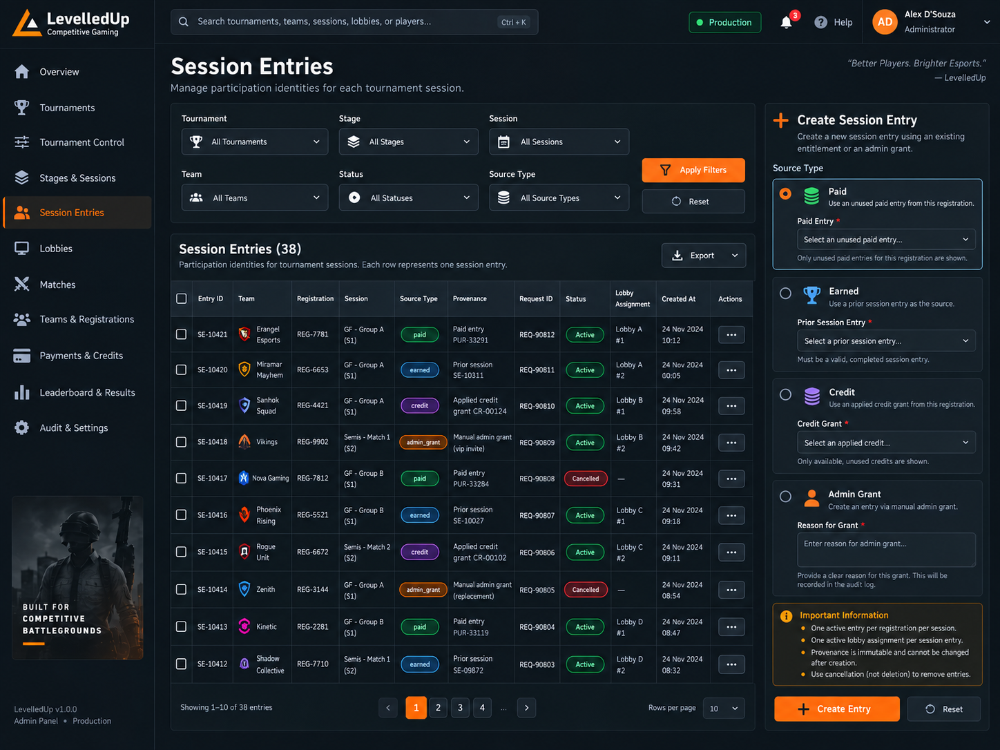 LevelledUp
Competitive Gaming
Search tournaments, teams, sessions, lobbies, or players...
Ctrl + K
Production
3
Help
AD
Alex D'Souza
Administrator
Overview
Tournaments
Tournament Control
Stages & Sessions
Session Entries
Lobbies
Matches
Teams & Registrations
Payments & Credits
Leaderboard & Results
Audit & Settings
BUILT FOR
COMPETITIVE
BATTLEGROUNDS
LevelledUp v1.0.0
Admin Panel • Production
Session Entries
Manage participation identities for each tournament session.
“Better Players. Brighter Esports.”
— LevelledUp
Tournament
All Tournaments
Stage
All Stages
Session
All Sessions
Team
All Teams
Status
All Statuses
Source Type
All Source Types
Apply Filters
Reset
Session Entries (38)
Participation identities for tournament sessions. Each row represents one session entry.
Export
Entry ID Team Registration Session Source Type Provenance Request ID Status Lobby Assignment Created At Actions
SE-10421 Erangel Esports REG-7781 GF - Group A (S1) paid Paid entry PUR-33291 REQ-90812 Active Lobby A #1 24 Nov 2024 10:12
SE-10420 Miramar Mayhem REG-6653 GF - Group A (S1) earned Prior session SE-10311 REQ-90811 Active Lobby A #2 24 Nov 2024 00:05
SE-10419 Sanhok Squad REG-4421 GF - Group A (S1) credit Applied credit grant CR-00124 REQ-90810 Active Lobby B #1 24 Nov 2024 09:58
SE-10418 Vikings REG-9902 Semis - Match 1 (S2) admin_grant Manual admin grant (vip invite) REQ-90809 Active Lobby B #2 24 Nov 2024 09:42
SE-10417 Nova Gaming REG-7812 GF - Group B (S1) paid Paid entry PUR-33284 REQ-90808 Cancelled — 24 Nov 2024 09:31
SE-10416 Phoenix Rising REG-5521 GF - Group B (S1) earned Prior session SE-10027 REQ-90807 Active Lobby C #1 24 Nov 2024 09:18
SE-10415 Rogue Unit REG-6672 Semis - Match 2 (S2) credit Applied credit grant CR-00102 REQ-90806 Active Lobby C #2 24 Nov 2024 09:11
SE-10414 Zenith REG-3144 GF - Group A (S1) admin_grant Manual admin grant (replacement) REQ-90805 Cancelled — 24 Nov 2024 08:54
SE-10413 Kinetic REG-2281 GF - Group B (S1) paid Paid entry PUR-33119 REQ-90804 Active Lobby D #1 24 Nov 2024 08:47
SE-10412 Shadow Collective REG-7710 Semis - Match 1 (S2) earned Prior session SE-09872 REQ-90803 Active Lobby D #2 24 Nov 2024 08:32
Showing 1–10 of 38 entries
1 2 3 4 ...
Rows per page 10
Create Session Entry
Create a new session entry using an existing
entitlement or an admin grant.
Source Type
Paid
Use an unused paid entry from this registration.
Paid Entry *
Select an unused paid entry...
Only unused paid entries for this registration are shown.
Earned
Use a prior session entry as the source.
Prior Session Entry *
Select a prior session entry...
Must be a valid, completed session entry.
Credit
Use an applied credit grant from this registration.
Credit Grant *
Select an applied credit...
Only available, unused credits are shown.
Admin Grant
Create an entry via manual admin grant.
Reason for Grant *
Enter reason for admin grant...
Provide a clear reason for this grant. This will be
recorded in the audit log.
Important Information
• One active entry per registration per session.
• One active lobby assignment per session entry.
• Provenance is immutable and cannot be changed
after creation.
• Use cancellation (not deletion) to remove entries.
Create Entry
Reset